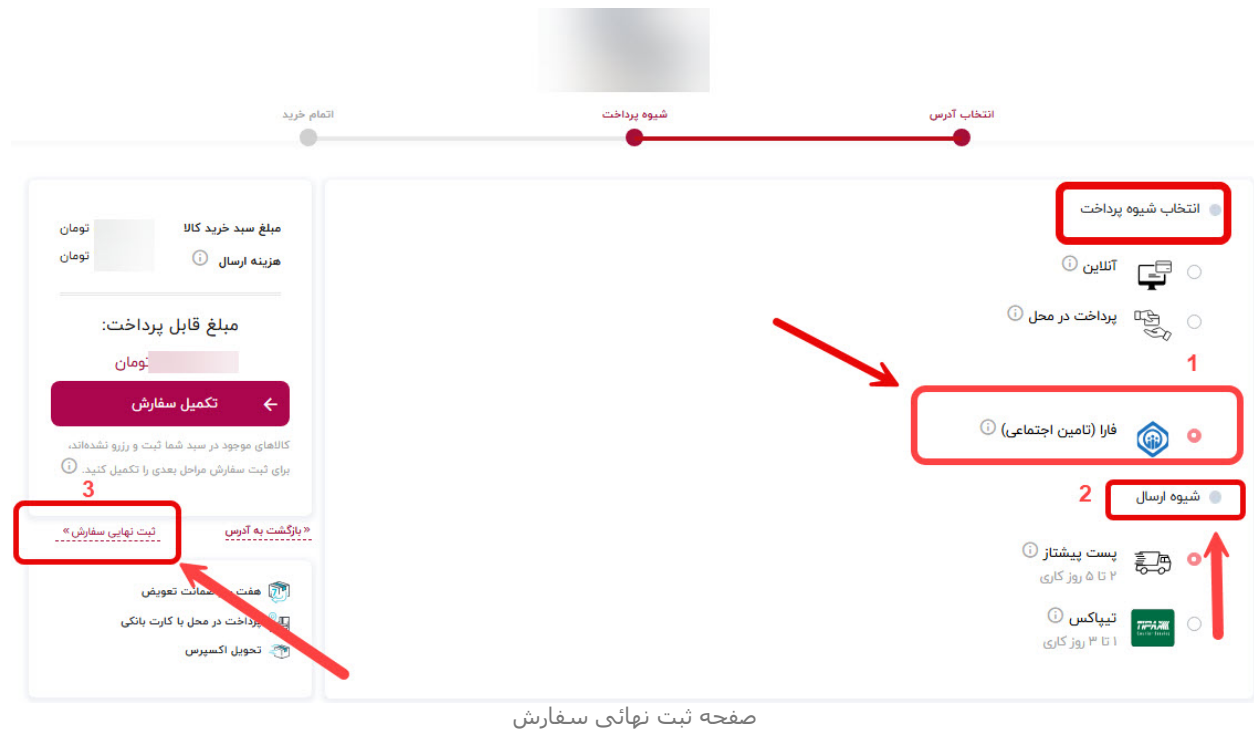 انتخاب آدرس
شیوه پرداخت
اتمام خرید
انتخاب شیوه پرداخت
آنلاین
پرداخت در محل
1
فارا (تامین اجتماعی)
2
شیوه ارسال
پست پیشتاز
۲ تا ۵ روز کاری
تیپاکس
۱ تا ۳ روز کاری
مبلغ سبد خرید کالا تومان
هزینه ارسال تومان
مبلغ قابل پرداخت:
تومان
تکمیل سفارش
کالاهای موجود در سبد شما ثبت و رزرو نشده‌اند،
برای ثبت سفارش مراحل بعدی را تکمیل کنید.
3
«بازگشت به آدرس ثبت نهایی سفارش»
هفت ضمانت تعویض
پرداخت در محل با کارت بانکی
تحویل اکسپرس
صفحه ثبت نهائی سفارش